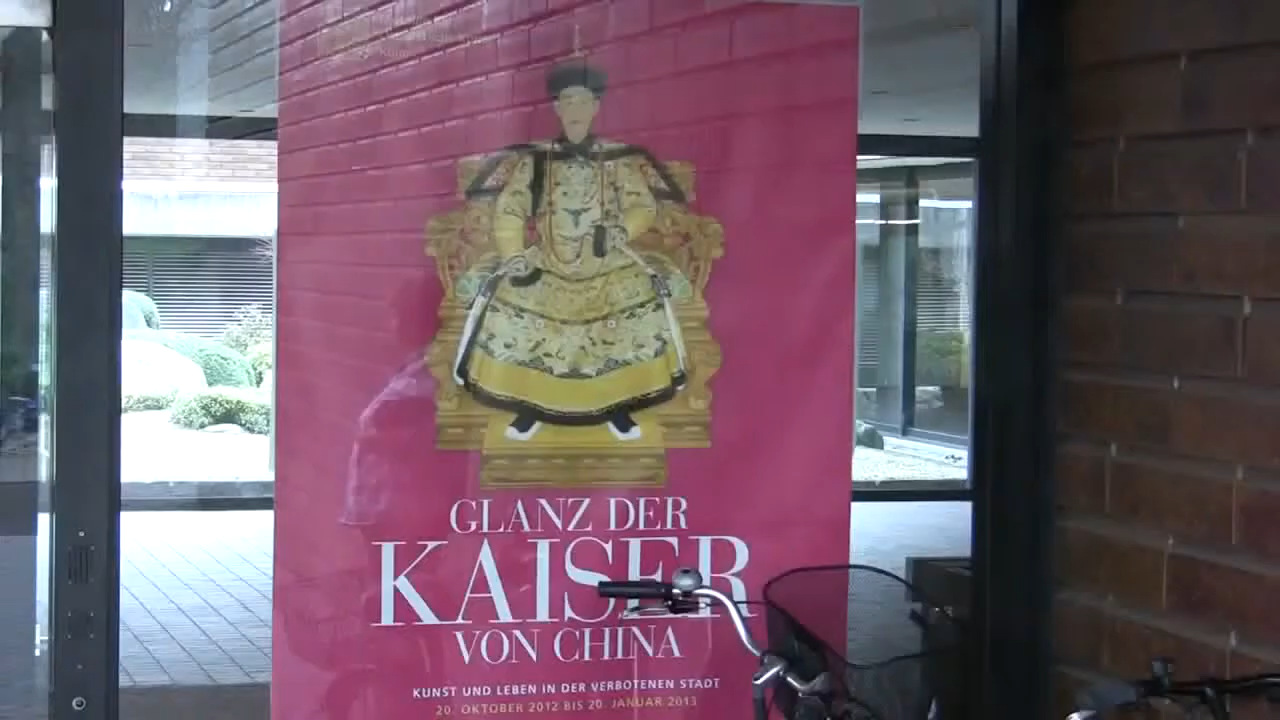 GLANZ DER
KAISER
VON CHINA
KUNST UND LEBEN IN DER VERBOTENEN STADT
20. OKTOBER 2012 BIS 20. JANUAR 2013